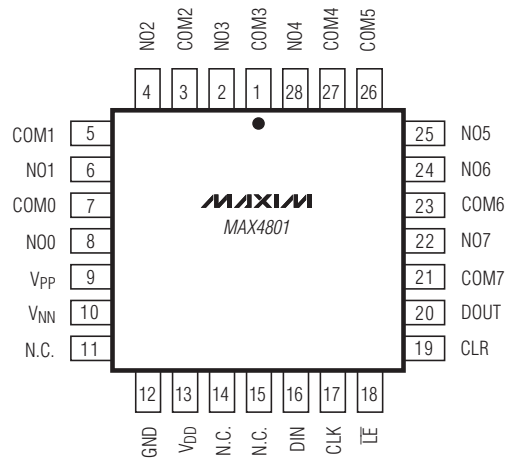 NO2 COM2 NO3 COM3 NO4 COM4 COM5
4 3 2 1 28 27 26
COM1 5 25 NO5
NO1 6 24 NO6
COM0 7 23 COM6
NO0 8 22 NO7
VPP 9 21 COM7
VNN 10 20 DOUT
N.C. 11 19 CLR
MAXIM
MAX4801
12 13 14 15 16 17 18
GND VDD N.C. N.C. DIN CLK L̅E̅